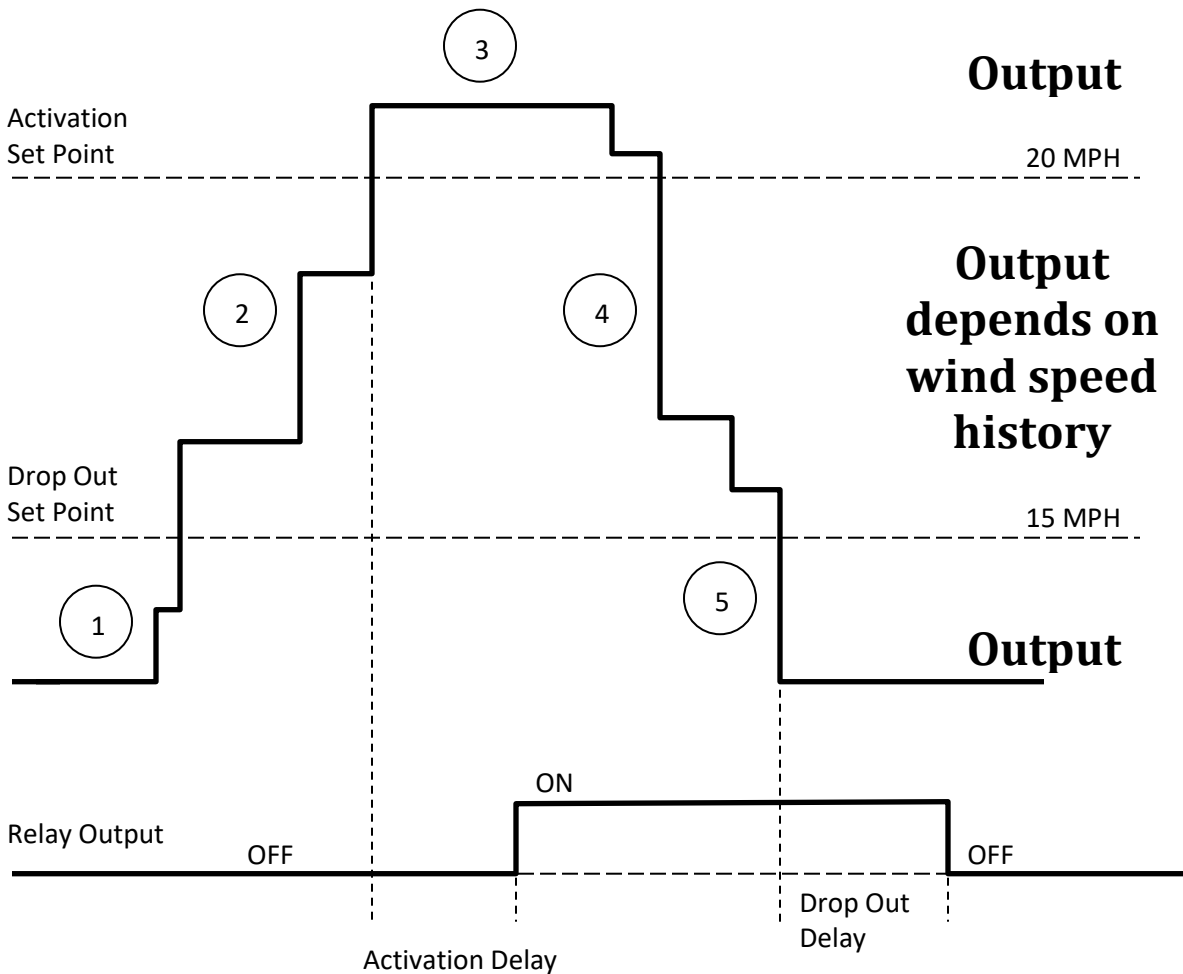 3
Output
Activation
Set Point
20 MPH
2
4
Output
depends on
wind speed
history
Drop Out
Set Point
15 MPH
1
5
Output
ON
Relay Output
OFF
OFF
Drop Out
Delay
Activation Delay